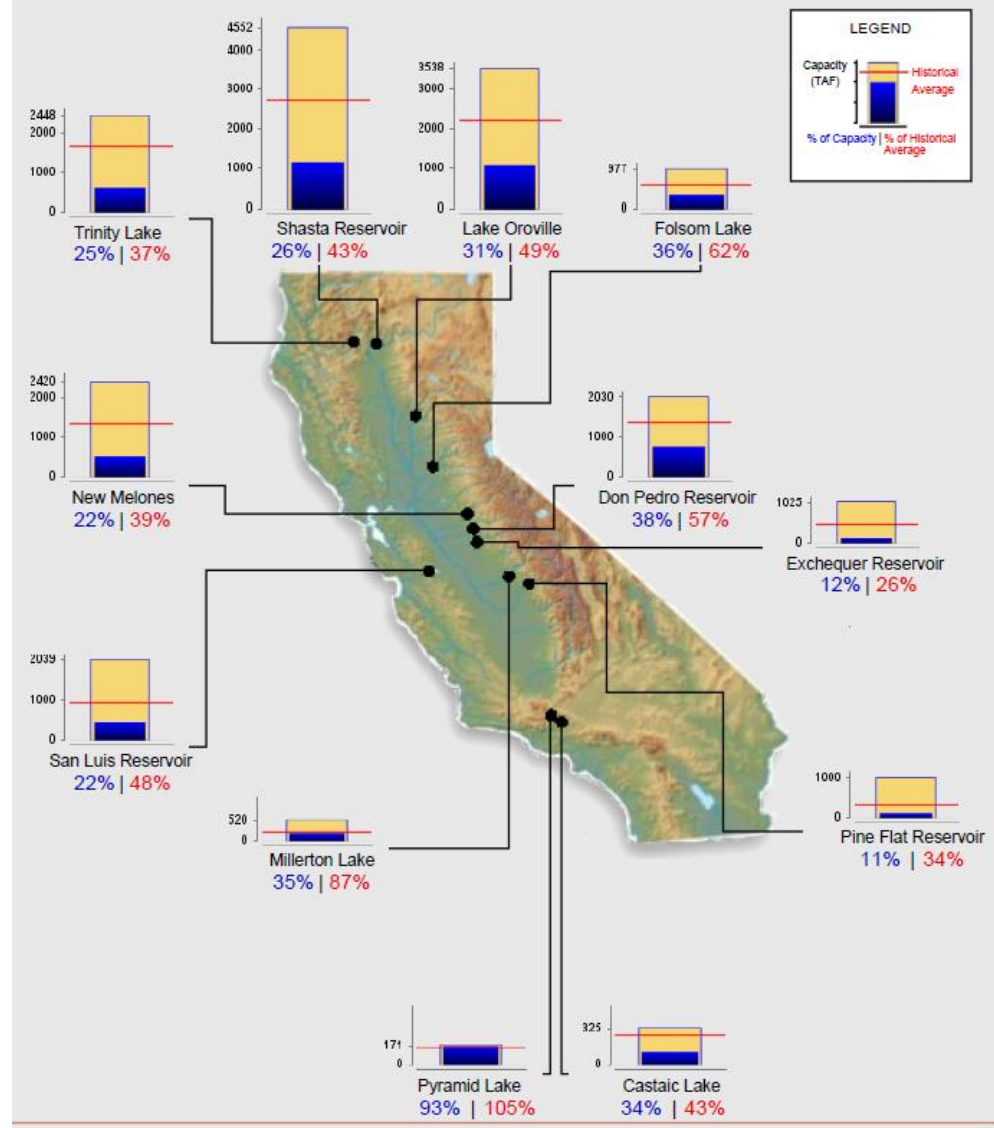 LEGEND
Capacity
(TAF)
Historical
Average
% of Capacity | % of Historical
Average
4552
4000
3000
2000
1000
0
Shasta Reservoir
26% | 43%
3538
3000
2000
1000
0
Lake Oroville
31% | 49%
2448
2000
1000
0
Trinity Lake
25% | 37%
977
0
Folsom Lake
36% | 62%
2420
2000
1000
0
New Melones
22% | 39%
2030
1000
0
Don Pedro Reservoir
38% | 57%
1025
0
Exchequer Reservoir
12% | 26%
2039
1000
0
San Luis Reservoir
22% | 48%
520
0
Millerton Lake
35% | 87%
1000
0
Pine Flat Reservoir
11% | 34%
171
0
Pyramid Lake
93% | 105%
325
0
Castaic Lake
34% | 43%